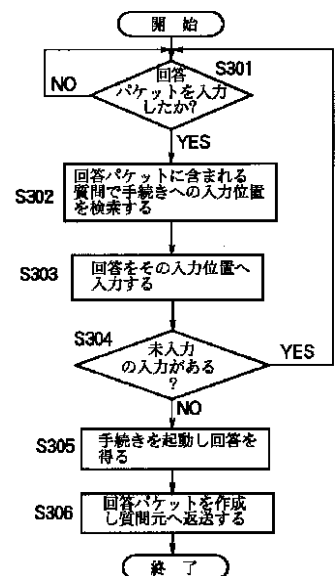 開 始
回答
S301
パケットを入力
したか?
NO
YES
S302
回答パケットに含まれる
質問で手続きへの入力位置
を検索する
S303
回答をその入力位置へ
入力する
S304
未入力
の入力がある
?
YES
NO
S305
手続きを起動し回答を
得る
S306
回答パケットを作成
し質問元へ返送する
終 了